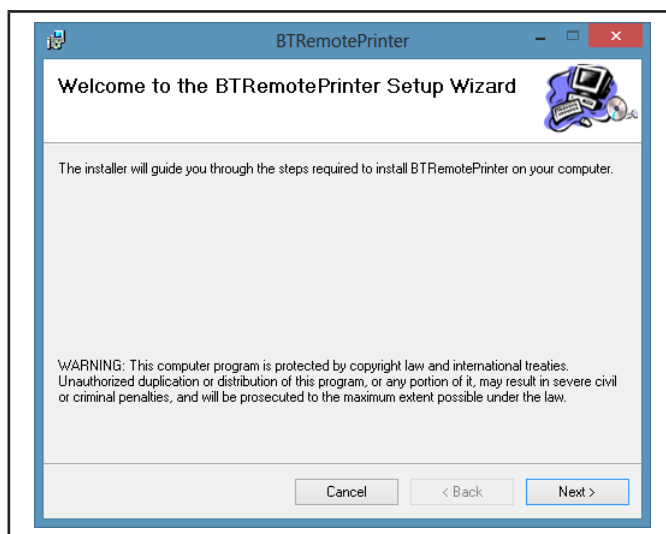 BTRemotePrinter
Welcome to the BTRemotePrinter Setup Wizard
The installer will guide you through the steps required to install BTRemotePrinter on your computer.
WARNING: This computer program is protected by copyright law and international treaties.
Unauthorized duplication or distribution of this program, or any portion of it, may result in severe civil
or criminal penalties, and will be prosecuted to the maximum extent possible under the law.
Cancel < Back Next >